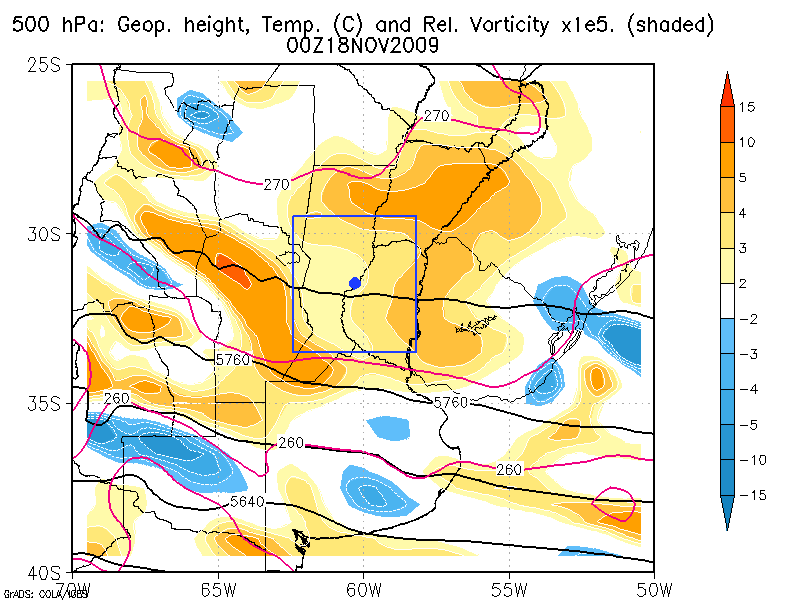 500 hPa: Geop. height, Temp. (C) and Rel. Vorticity x1e5. (shaded)
00Z18NOV2009
25S
270
270
30S
5760
5760
260
35S
260
260
5640
40S
70W
65W
60W
55W
50W
15
10
5
4
3
2
-2
-3
-4
-5
-10
-15
GrADS: COLA/IGES